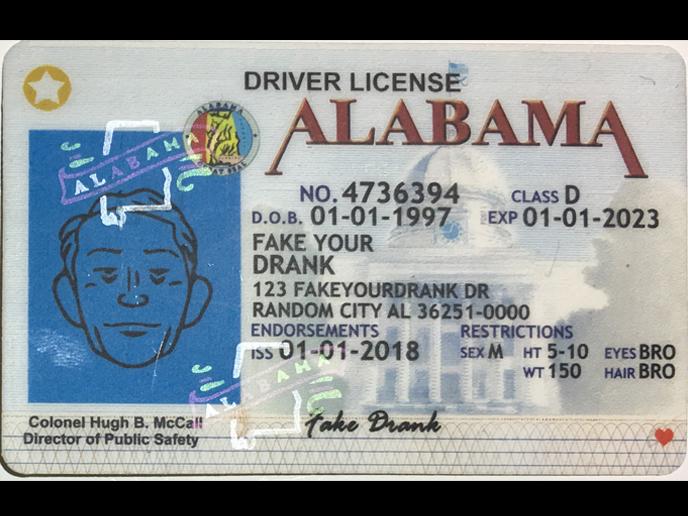 DRIVER LICENSE
ALABAMA
ALABAMA
ALABAMA
NO. 4736394 CLASS D
D.O.B. 01-01-1997 EXP 01-01-2023
FAKE YOUR
DRANK
123 FAKEYOURDRANK DR
RANDOM CITY AL 36251-0000
ENDORSEMENTS RESTRICTIONS
ISS 01-01-2018 SEX M HT 5-10 EYES BRO
WT 150 HAIR BRO
ALABAMA
Colonel Hugh B. McCall
Director of Public Safety
Fake Drank